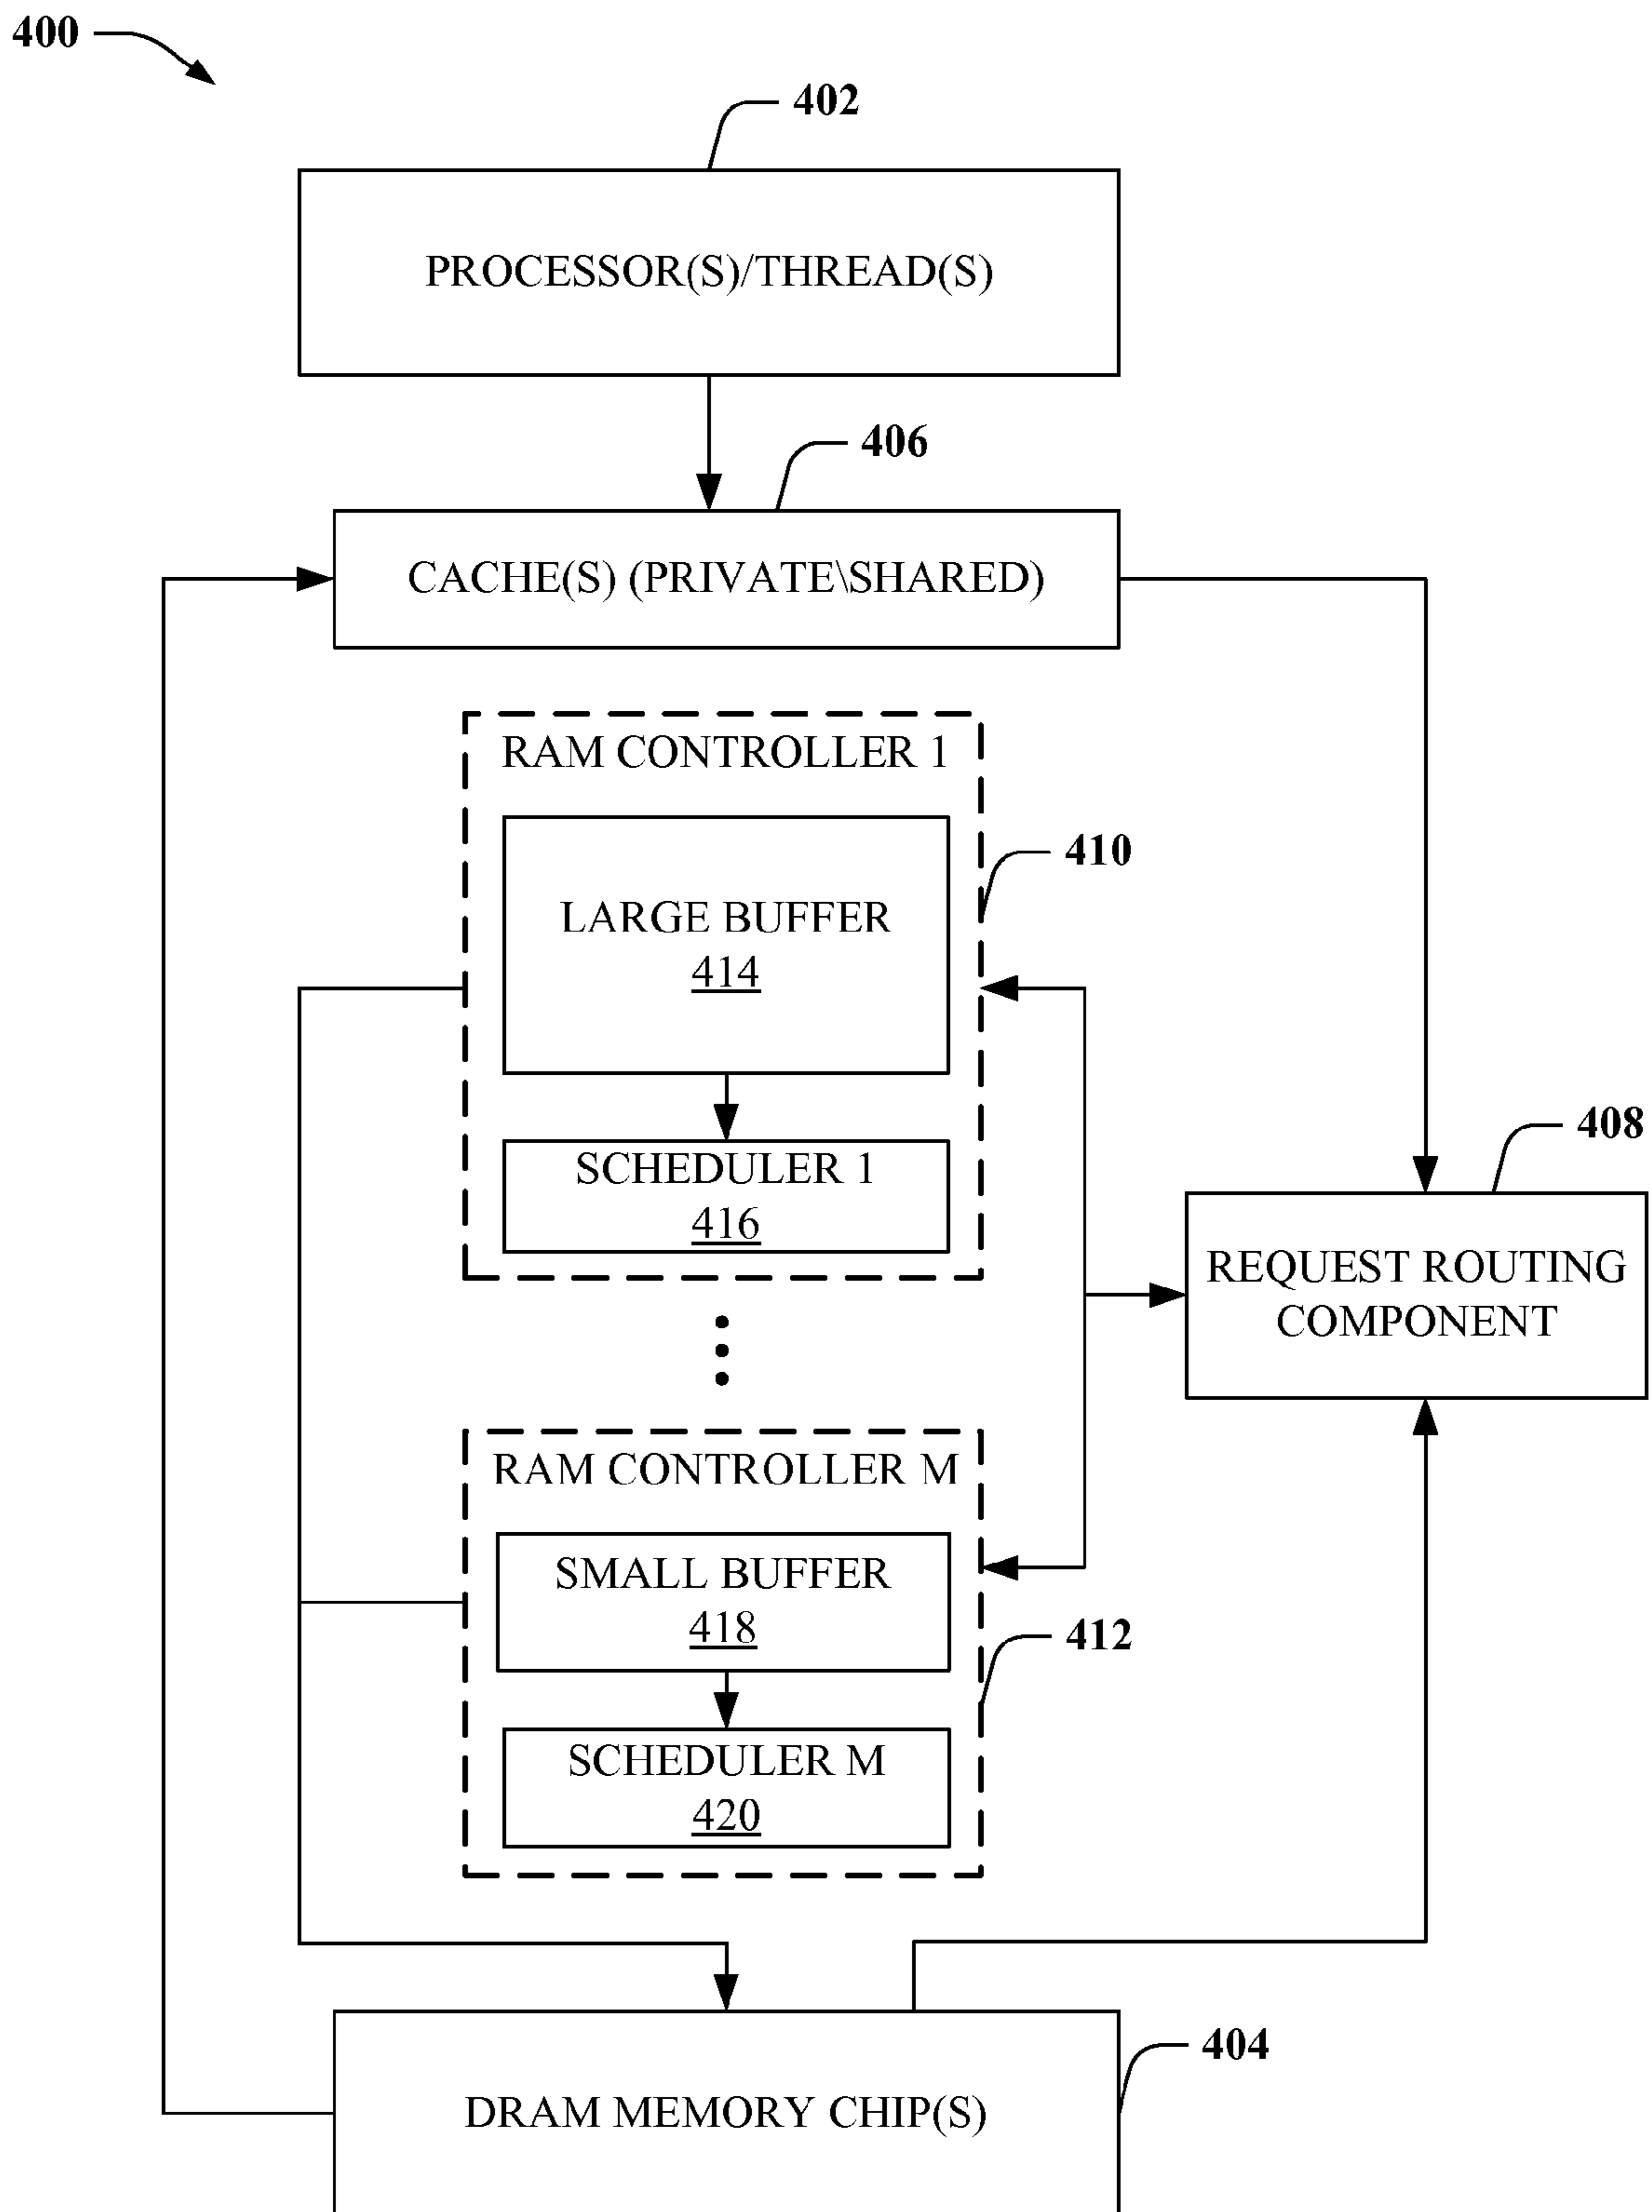 400
402
PROCESSOR(S)/THREAD(S)
406
CACHE(S) (PRIVATE\SHARED)
RAM CONTROLLER 1
410
LARGE BUFFER
414
408
SCHEDULER 1
416
REQUEST ROUTING
COMPONENT
RAM CONTROLLER M
SMALL BUFFER
418
412
SCHEDULER M
420
404
DRAM MEMORY CHIP(S)